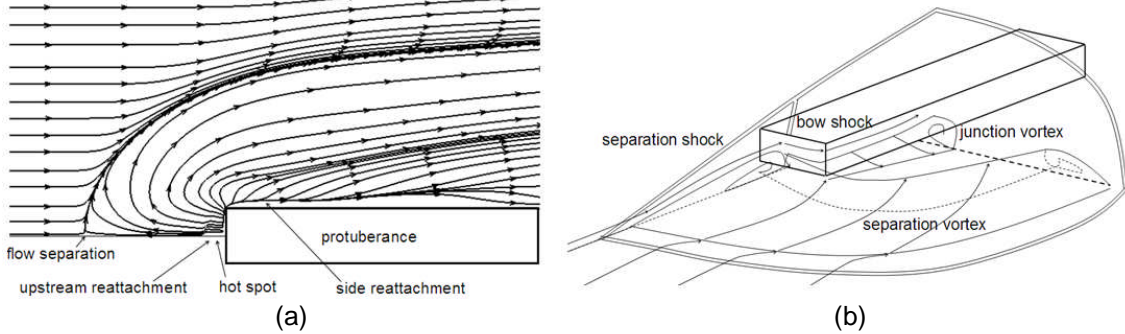 flow separation
upstream reattachment
hot spot
side reattachment
protuberance
(a)
separation shock
bow shock
junction vortex
separation vortex
(b)